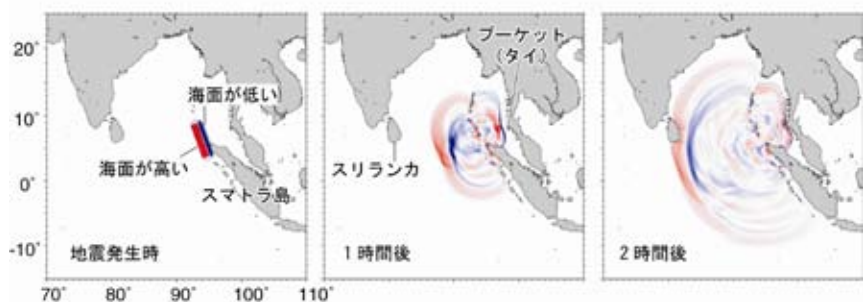 20°
10°
0°
-10°
70°
80°
90°
100°
110°
海面が低い
海面が高い
スマトラ島
地震発生時
プーケット
(タイ)
スリランカ
1時間後
2時間後